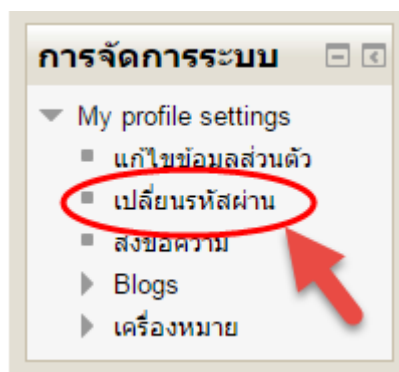 การจัดการระบบ
My profile settings
แก้ไขข้อมูลส่วนตัว
เปลี่ยนรหัสผ่าน
ส่งข้อความ
Blogs
เครื่องหมาย